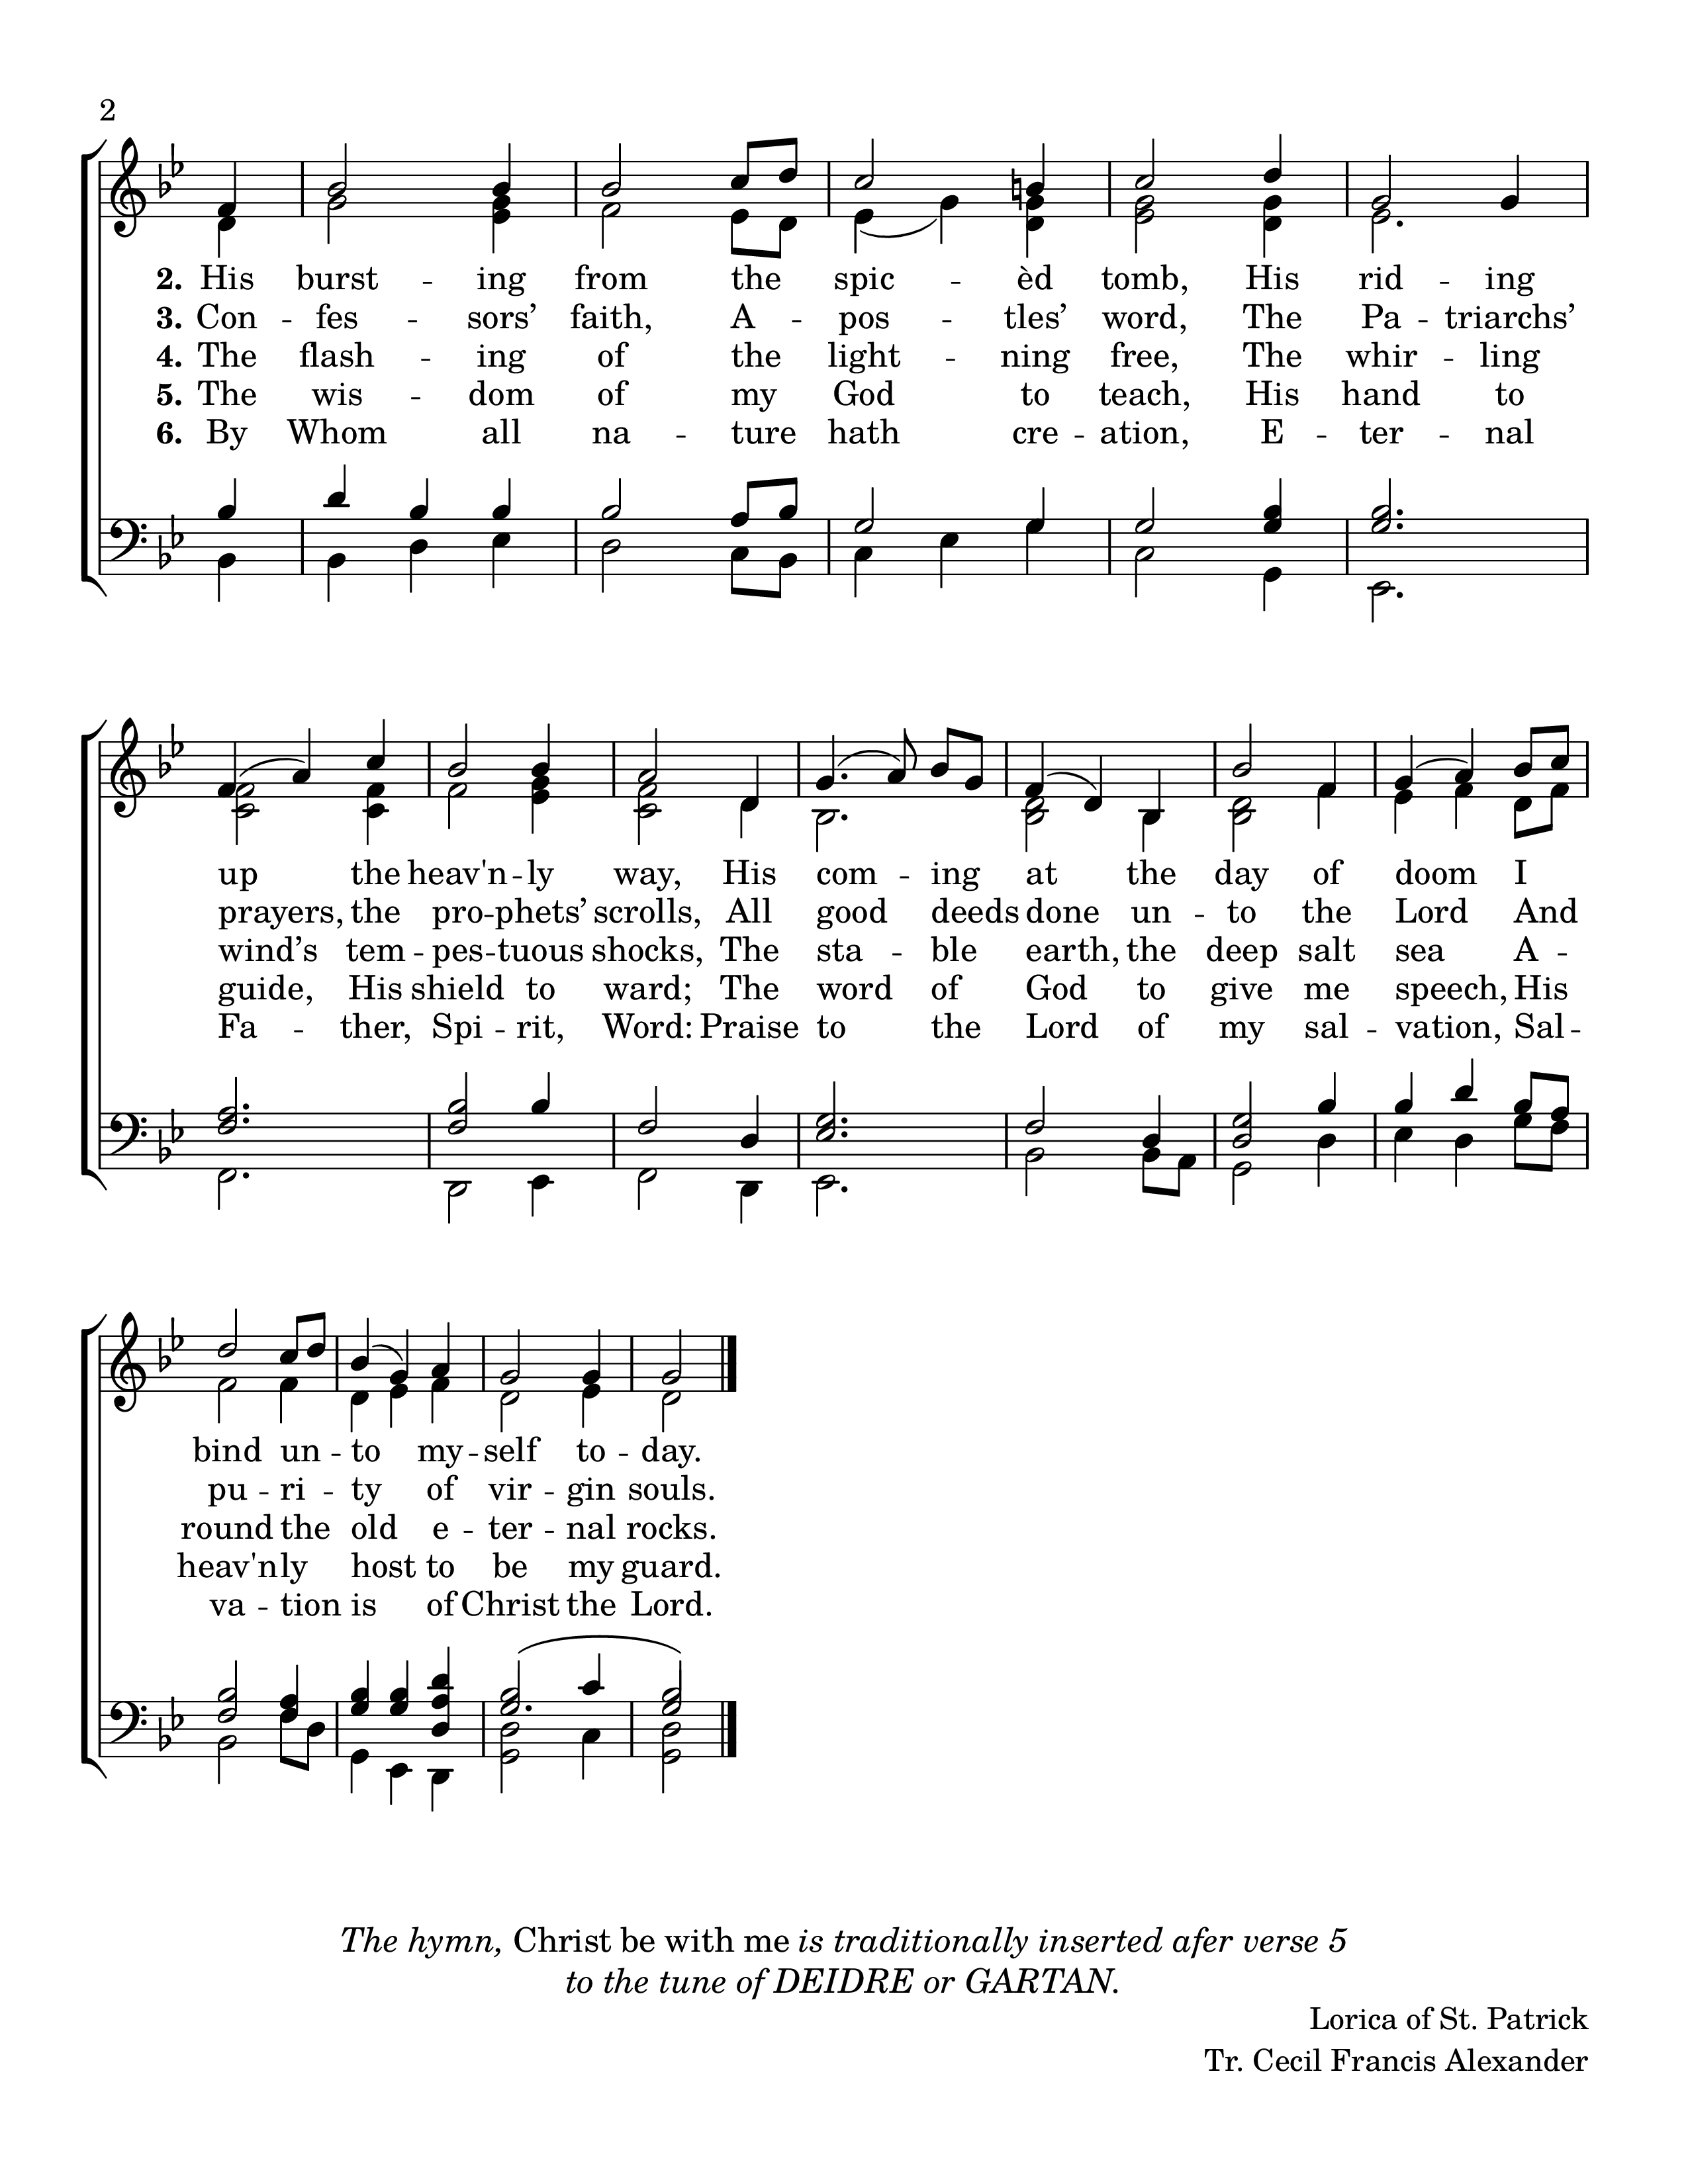 2
2. His burst -- ing from the spic -- èd tomb, His rid -- ing
3. Con -- fes -- sors’ faith, A -- pos -- tles’ word, The Pa -- triarchs’
4. The flash -- ing of the light -- ning free, The whir -- ling
5. The wis -- dom of my God to teach, His hand to
6. By Whom all na -- ture hath cre -- ation, E -- ter -- nal
up the heav'n -- ly way, His com -- ing at the day of doom I
prayers, the pro -- phets’ scrolls, All good deeds done un -- to the Lord And
wind’s tem -- pes -- tuous shocks, The sta -- ble earth, the deep salt sea A --
guide, His shield to ward; The word of God to give me speech, His
Fa -- ther, Spi -- rit, Word: Praise to the Lord of my sal -- vation, Sal --
bind un -- to my -- self to -- day.
pu -- ri -- ty of vir -- gin souls.
round the old e -- ter -- nal rocks.
heav'nly host to be my guard.
va -- tion is of Christ the Lord.
The hymn, Christ be with me is traditionally inserted afer verse 5
to the tune of DEIDRE or GARTAN.
Lorica of St. Patrick
Tr. Cecil Francis Alexander